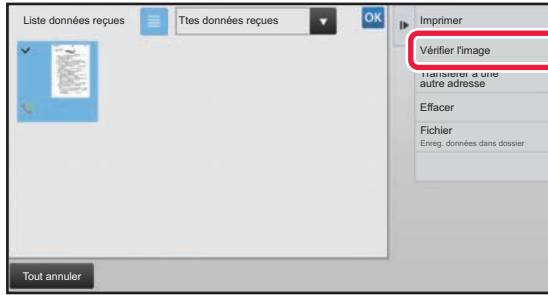 Liste données reçues
Ttes données reçues
OK
Imprimer
Vérifier l'image
Transférer à une
autre adresse
Effacer
Fichier
Enreg. données dans dossier
Tout annuler